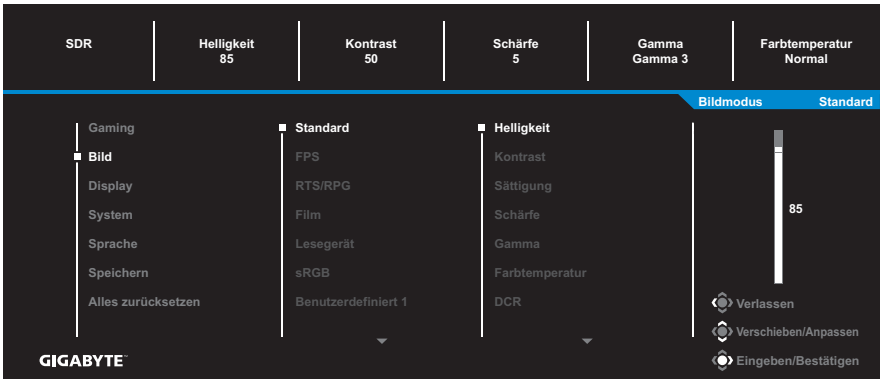 SDR
Helligkeit
85
Kontrast
50
Schärfe
5
Gamma
Gamma 3
Farbtemperatur
Normal
Bildmodus Standard
Gaming
Bild
Display
System
Sprache
Speichern
Alles zurücksetzen
Standard
FPS
RTS/RPG
Film
Lesegerät
sRGB
Benutzerdefiniert 1
Helligkeit
Kontrast
Sättigung
Schärfe
Gamma
Farbtemperatur
DCR
85
Verlassen
Verschieben/Anpassen
Eingeben/Bestätigen
GIGABYTE™